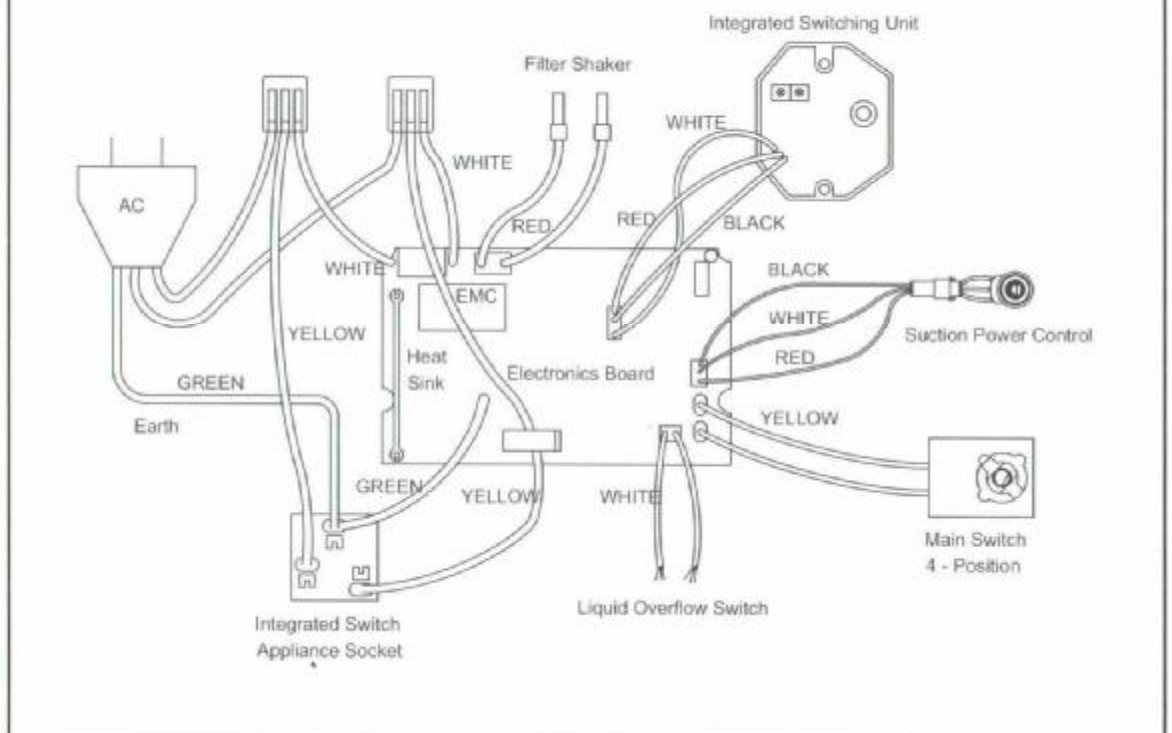 Integrated Switching Unit
Filter Shaker
WHITE
WHITE
AC
RED
RED
BLACK
WHITE
BLACK
EMC
WHITE
YELLOW
Suction Power Control
Heat
Sink
RED
Electronics Board
GREEN
Earth
YELLOW
GREEN
YELLOW
WHITE
Main Switch
4 - Position
Liquid Overflow Switch
Integrated Switch
Appliance Socket